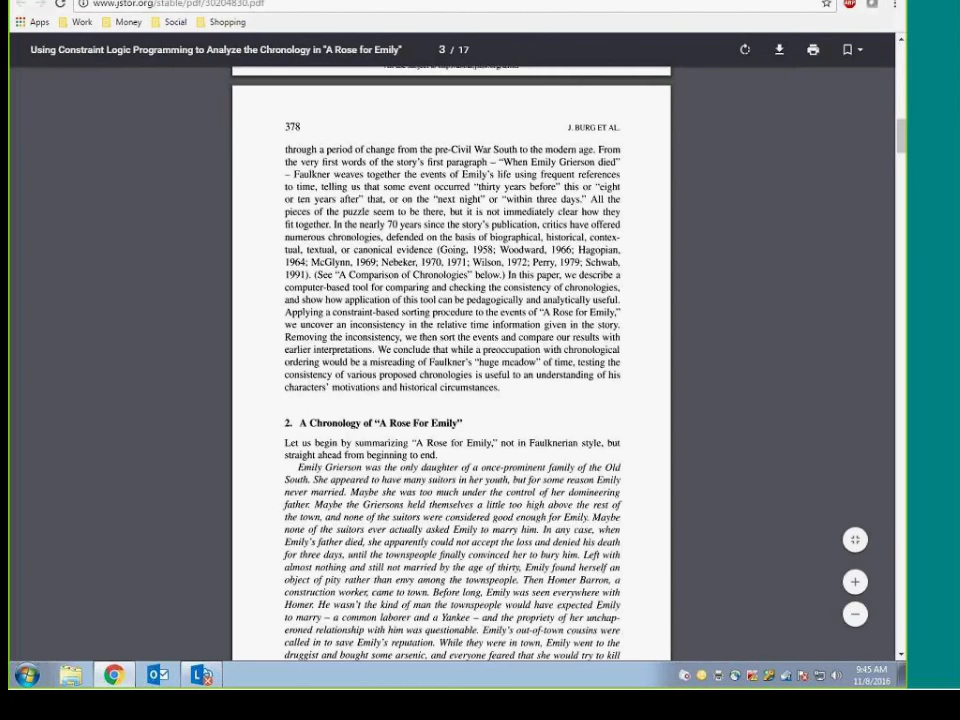 www.jstor.org/stable/pdf/30204830.pdf
Apps Work Money Social Shopping
Using Constraint Logic Programming to Analyze the Chronology in "A Rose for Emily" 3 / 17
378 J. BURG ET AL.
through a period of change from the pre-Civil War South to the modern age. From
the very first words of the story's first paragraph – “When Emily Grierson died”
– Faulkner weaves together the events of Emily's life using frequent references
to time, telling us that some event occurred “thirty years before” this or “eight
or ten years after” that, or on the “next night” or “within three days.” All the
pieces of the puzzle seem to be there, but it is not immediately clear how they
fit together. In the nearly 70 years since the story's publication, critics have offered
numerous chronologies, defended on the basis of biographical, historical, contex-
tual, textual, or canonical evidence (Going, 1958; Woodward, 1966; Hagopian,
1964; McGlynn, 1969; Nebeker, 1970, 1971; Wilson, 1972; Perry, 1979; Schwab,
1991). (See “A Comparison of Chronologies” below.) In this paper, we describe a
computer-based tool for comparing and checking the consistency of chronologies,
and show how application of this tool can be pedagogically and analytically useful.
Applying a constraint-based sorting procedure to the events of “A Rose for Emily,”
we uncover an inconsistency in the relative time information given in the story.
Removing the inconsistency, we then sort the events and compare our results with
earlier interpretations. We conclude that while a preoccupation with chronological
ordering would be a misreading of Faulkner's “huge meadow” of time, testing the
consistency of various proposed chronologies is useful to an understanding of his
characters' motivations and historical circumstances.
2. A Chronology of “A Rose For Emily”
Let us begin by summarizing “A Rose for Emily,” not in Faulknerian style, but
straight ahead from beginning to end.
Emily Grierson was the only daughter of a once-prominent family of the Old
South. She appeared to have many suitors in her youth, but for some reason Emily
never married. Maybe she was too much under the control of her domineering
father. Maybe the Griersons held themselves a little too high above the rest of
the town, and none of the suitors were considered good enough for Emily. Maybe
none of the suitors ever actually asked Emily to marry him. In any case, when
Emily's father died, she apparently could not accept the loss and denied his death
for three days, until the townspeople finally convinced her to bury him. Left with
almost nothing and still not married by the age of thirty, Emily found herself an
object of pity rather than envy among the townspeople. Then Homer Barron, a
construction worker, came to town. Before long, Emily was seen everywhere with
Homer. He wasn't the kind of man the townspeople would have expected Emily
to marry – a common laborer and a Yankee – and the propriety of her unchap-
eroned relationship with him was questionable. Emily's out-of-town cousins were
called in to save Emily's reputation. While they were in town, Emily went to the
druggist and bought some arsenic, and everyone feared that she would try to kill
9:45 AM
11/8/2016